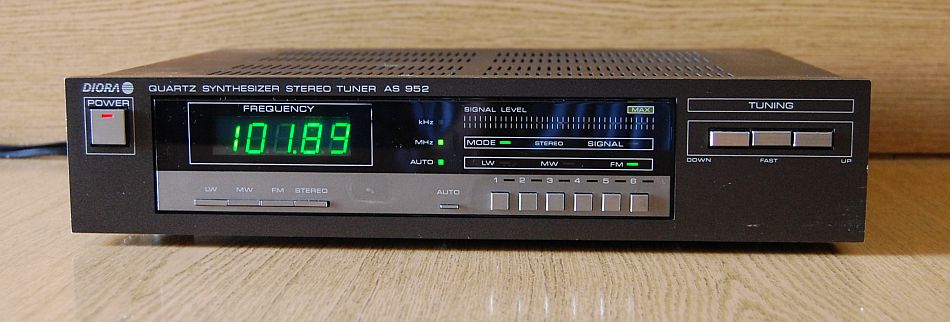 DIORA QUARTZ SYNTHESIZER STEREO TUNER AS 952
POWER
FREQUENCY
101.89
kHz
MHz
AUTO
SIGNAL LEVEL MAX
MODE STEREO SIGNAL
LW MW FM
TUNING
DOWN FAST UP
LW MW FM STEREO
AUTO
1 2 3 4 5 6